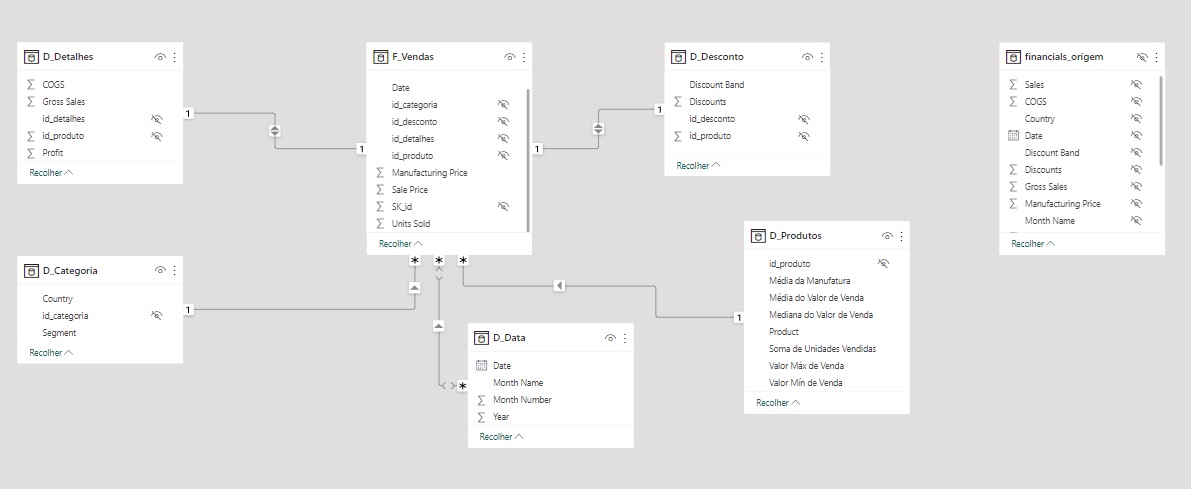 D_Detalhes
COGS
Gross Sales
id_detalhes
id_produto
Profit
Recolher
F_Vendas
Date
id_categoria
id_desconto
id_detalhes
id_produto
Manufacturing Price
Sale Price
SK_id
Units Sold
Recolher
D_Desconto
Discount Band
Discounts
id_desconto
id_produto
Recolher
financials_origem
Sales
COGS
Country
Date
Discount Band
Discounts
Gross Sales
Manufacturing Price
Month Name
Recolher
1
1
1
1
D_Categoria
Country
id_categoria
Segment
Recolher
1
*
*
*
D_Data
Date
Month Name
Month Number
Year
Recolher
*
D_Produtos
id_produto
Média da Manufatura
Média do Valor de Venda
Mediana do Valor de Venda
Product
Soma de Unidades Vendidas
Valor Máx de Venda
Valor Mín de Venda
Recolher
1